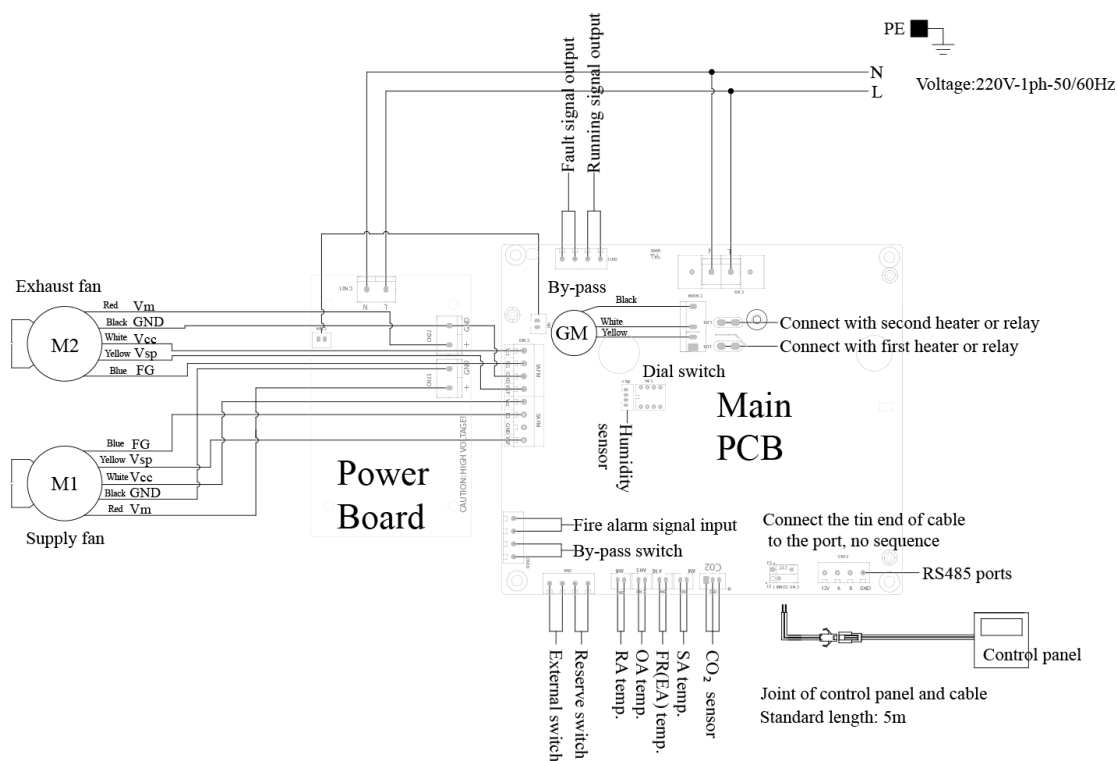 PE
N
L
Voltage:220V-1ph-50/60Hz
Fault signal output
Running signal output
Exhaust fan
M2
Red Vm
Black GND
White Vcc
Yellow Vsp
Blue FG
CN21
N L
CN22
GND
+
CN23
GND
+
By-pass
GM
Black
White
Yellow
Connect with second heater or relay
Connect with first heater or relay
Dial switch
Humidity
sensor
Main
PCB
M1
Blue FG
Yellow Vsp
White Vcc
Black GND
Red Vm
Supply fan
Power
Board
CAUTION:HIGH VOLTAGE!
Fire alarm signal input
By-pass switch
Connect the tin end of cable
to the port, no sequence
RS485 ports
12V A B GND
CO2
External switch
Reserve switch
RA temp.
OA temp.
FR(EA) temp.
SA temp.
CO₂ sensor
Control panel
Joint of control panel and cable
Standard length: 5m